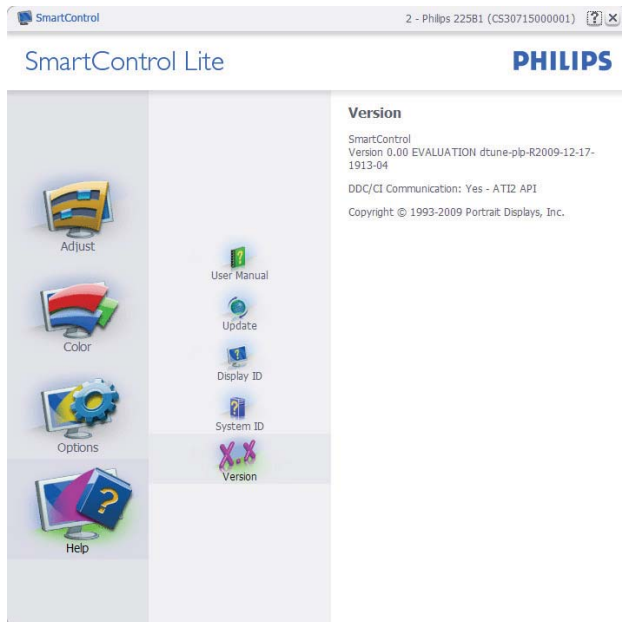 SmartControl
2 - Philips 225B1 (CS30715000001)
SmartControl Lite
PHILIPS
Adjust
Color
Options
Help
User Manual
Update
Display ID
System ID
X.X
Version
Version
SmartControl
Version 0.00 EVALUATION dtune-plp-R2009-12-17-
1913-04
DDC/CI Communication: Yes - ATI2 API
Copyright © 1993-2009 Portrait Displays, Inc.